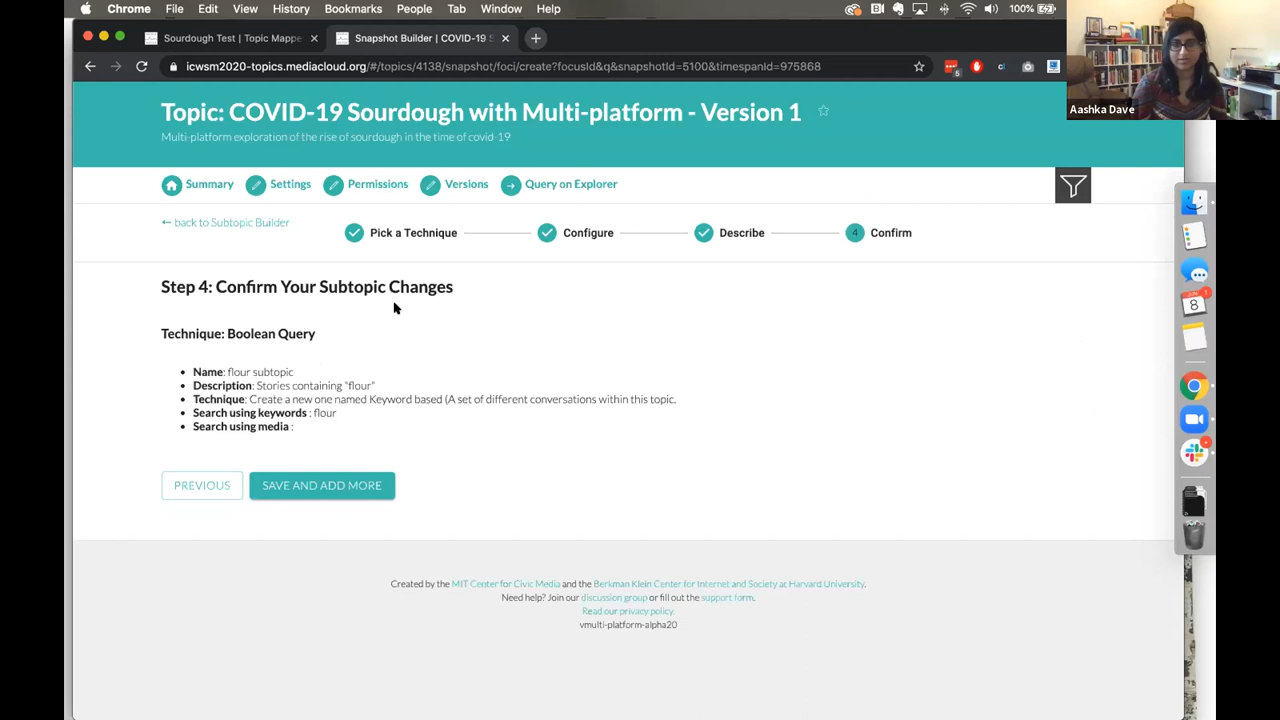 Chrome File Edit View History Bookmarks People Tab Window Help 100%
Sourdough Test | Topic Mappe
Snapshot Builder | COVID-19 S
icwsm2020-topics.mediacloud.org/#/topics/4138/snapshot/foci/create?focusId&q&snapshotId=5100&timespanId=975868
Aashka Dave
Topic: COVID-19 Sourdough with Multi-platform - Version 1
Multi-platform exploration of the rise of sourdough in the time of covid-19
Summary Settings Permissions Versions Query on Explorer
← back to Subtopic Builder
Pick a Technique Configure Describe 4 Confirm
Step 4: Confirm Your Subtopic Changes
Technique: Boolean Query
• Name: flour subtopic
• Description: Stories containing "flour"
• Technique: Create a new one named Keyword based (A set of different conversations within this topic.
• Search using keywords : flour
• Search using media :
PREVIOUS SAVE AND ADD MORE
Created by the MIT Center for Civic Media and the Berkman Klein Center for Internet and Society at Harvard University.
Need help? Join our discussion group or fill out the support form.
Read our privacy policy.
vmulti-platform-alpha20
8